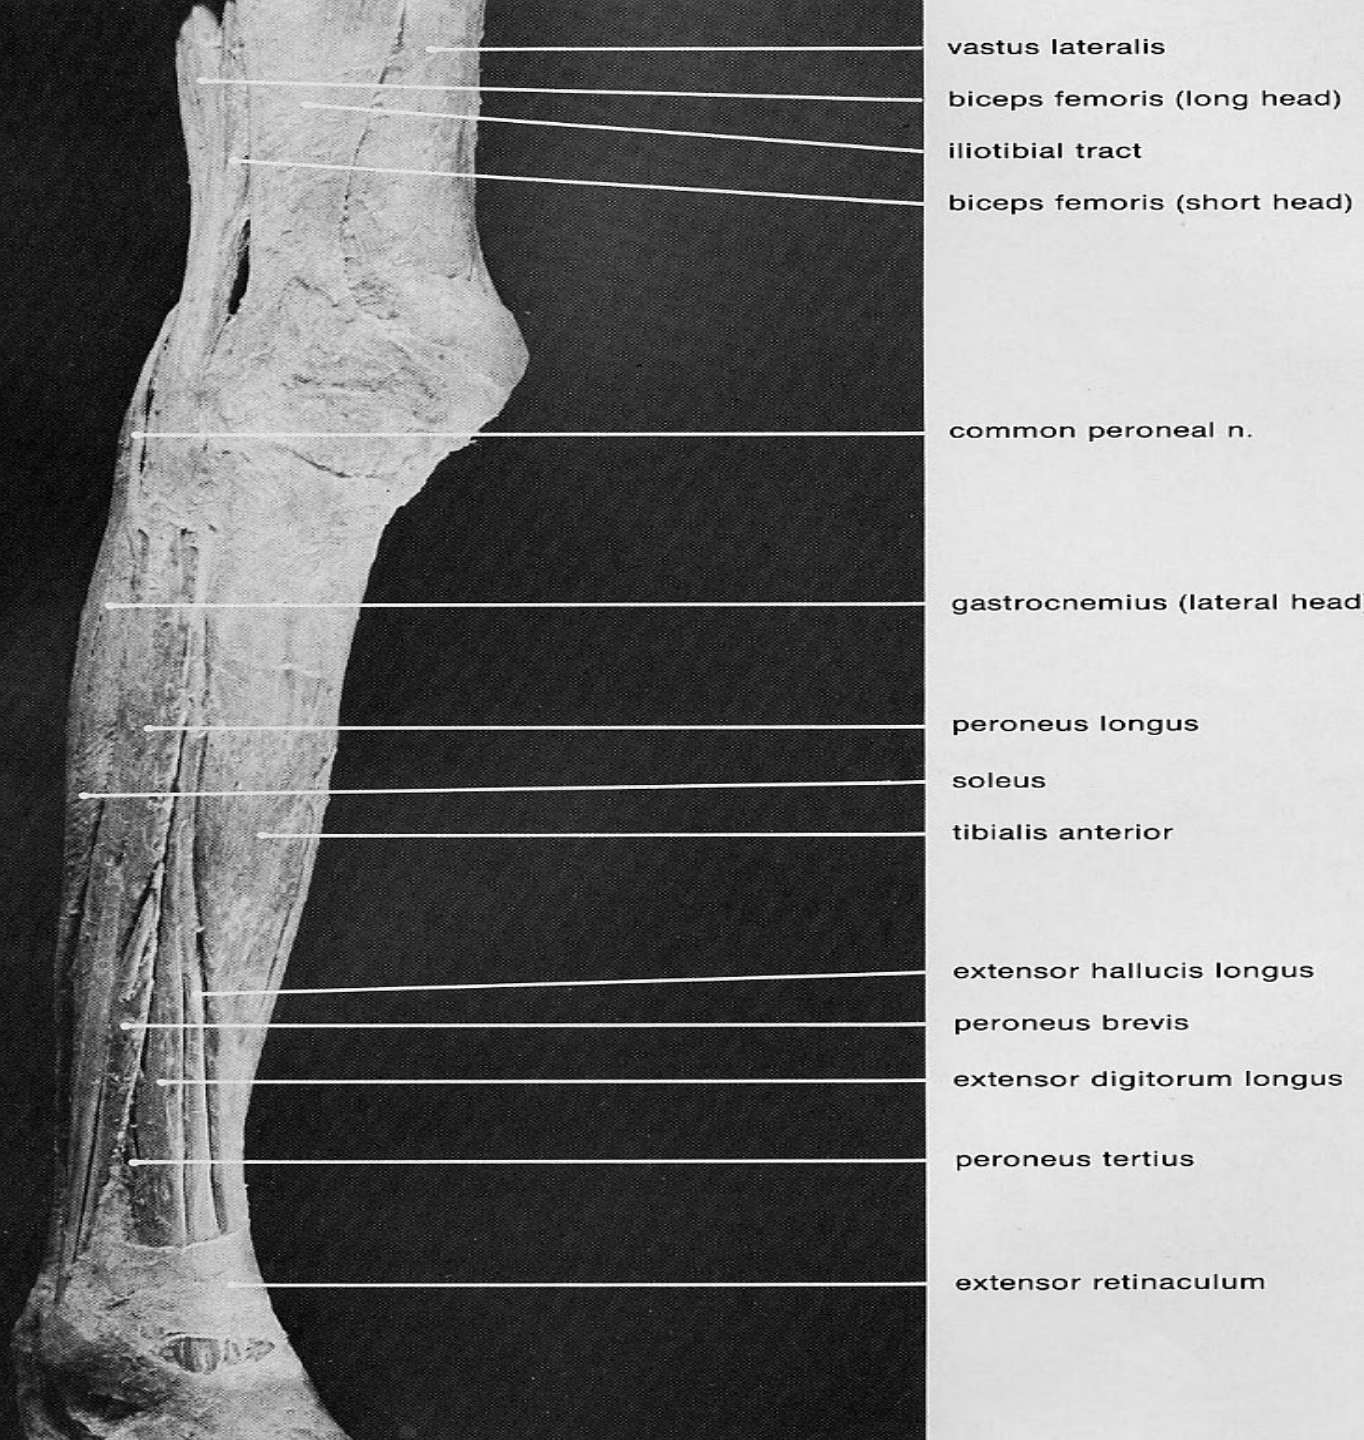 vastus lateralis
biceps femoris (long head)
iliotibial tract
biceps femoris (short head)
common peroneal n.
gastrocnemius (lateral head)
peroneus longus
soleus
tibialis anterior
extensor hallucis longus
peroneus brevis
extensor digitorum longus
peroneus tertius
extensor retinaculum